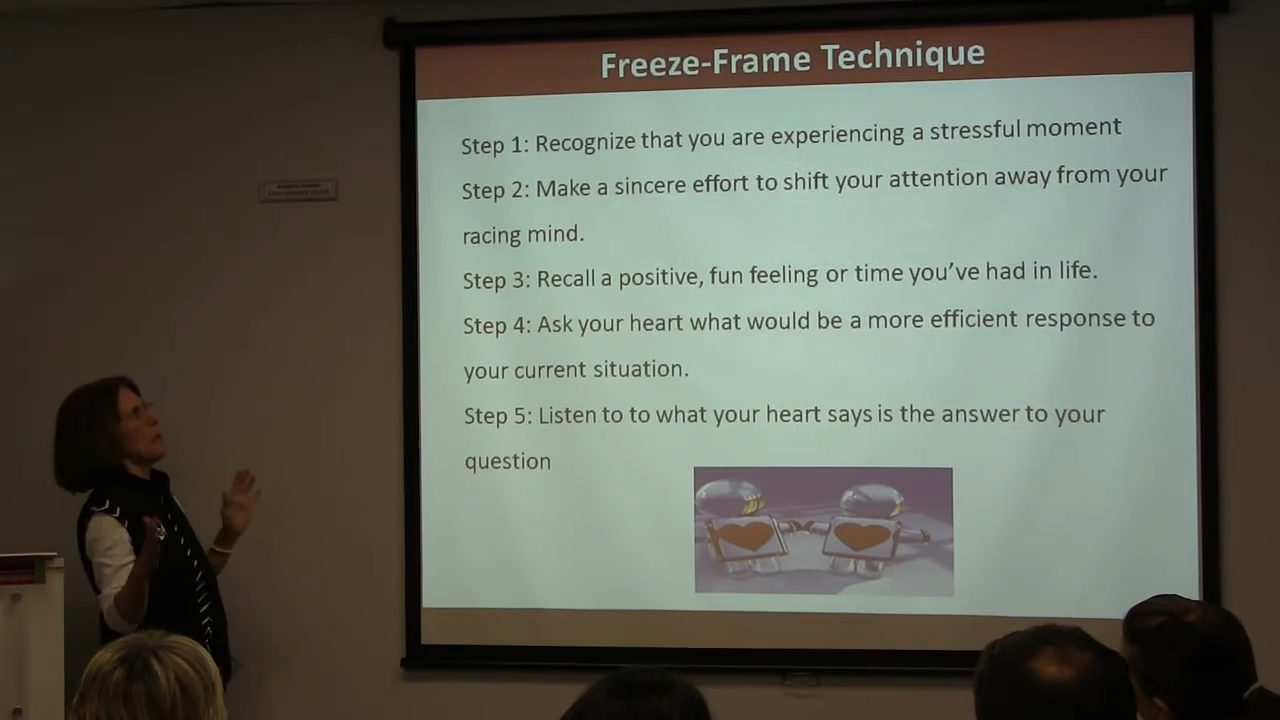 Freeze-Frame Technique
Step 1: Recognize that you are experiencing a stressful moment
Step 2: Make a sincere effort to shift your attention away from your
racing mind.
Step 3: Recall a positive, fun feeling or time you’ve had in life.
Step 4: Ask your heart what would be a more efficient response to
your current situation.
Step 5: Listen to to what your heart says is the answer to your
question